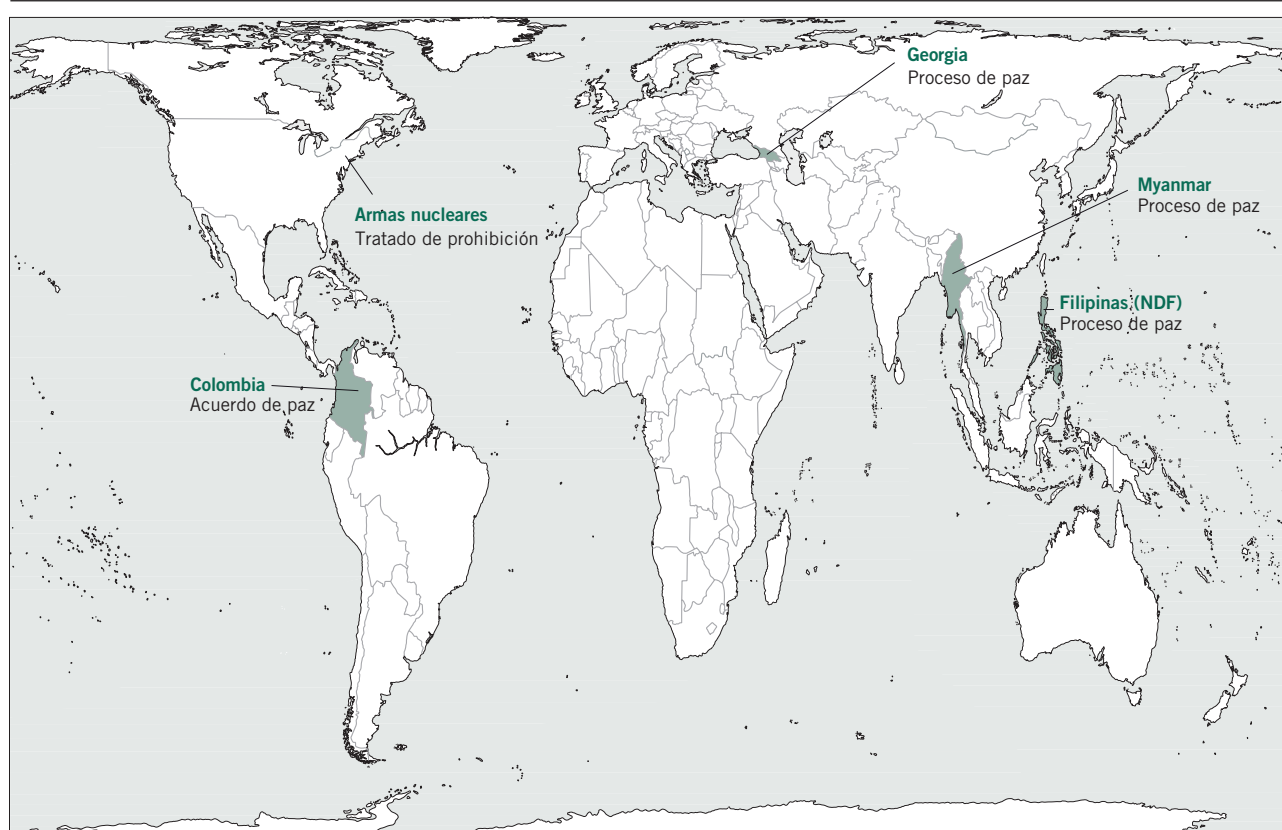 Georgia
Proceso de paz
Myanmar
Proceso de paz
Armas nucleares
Tratado de prohibición
Filipinas (NDF)
Proceso de paz
Colombia
Acuerdo de paz